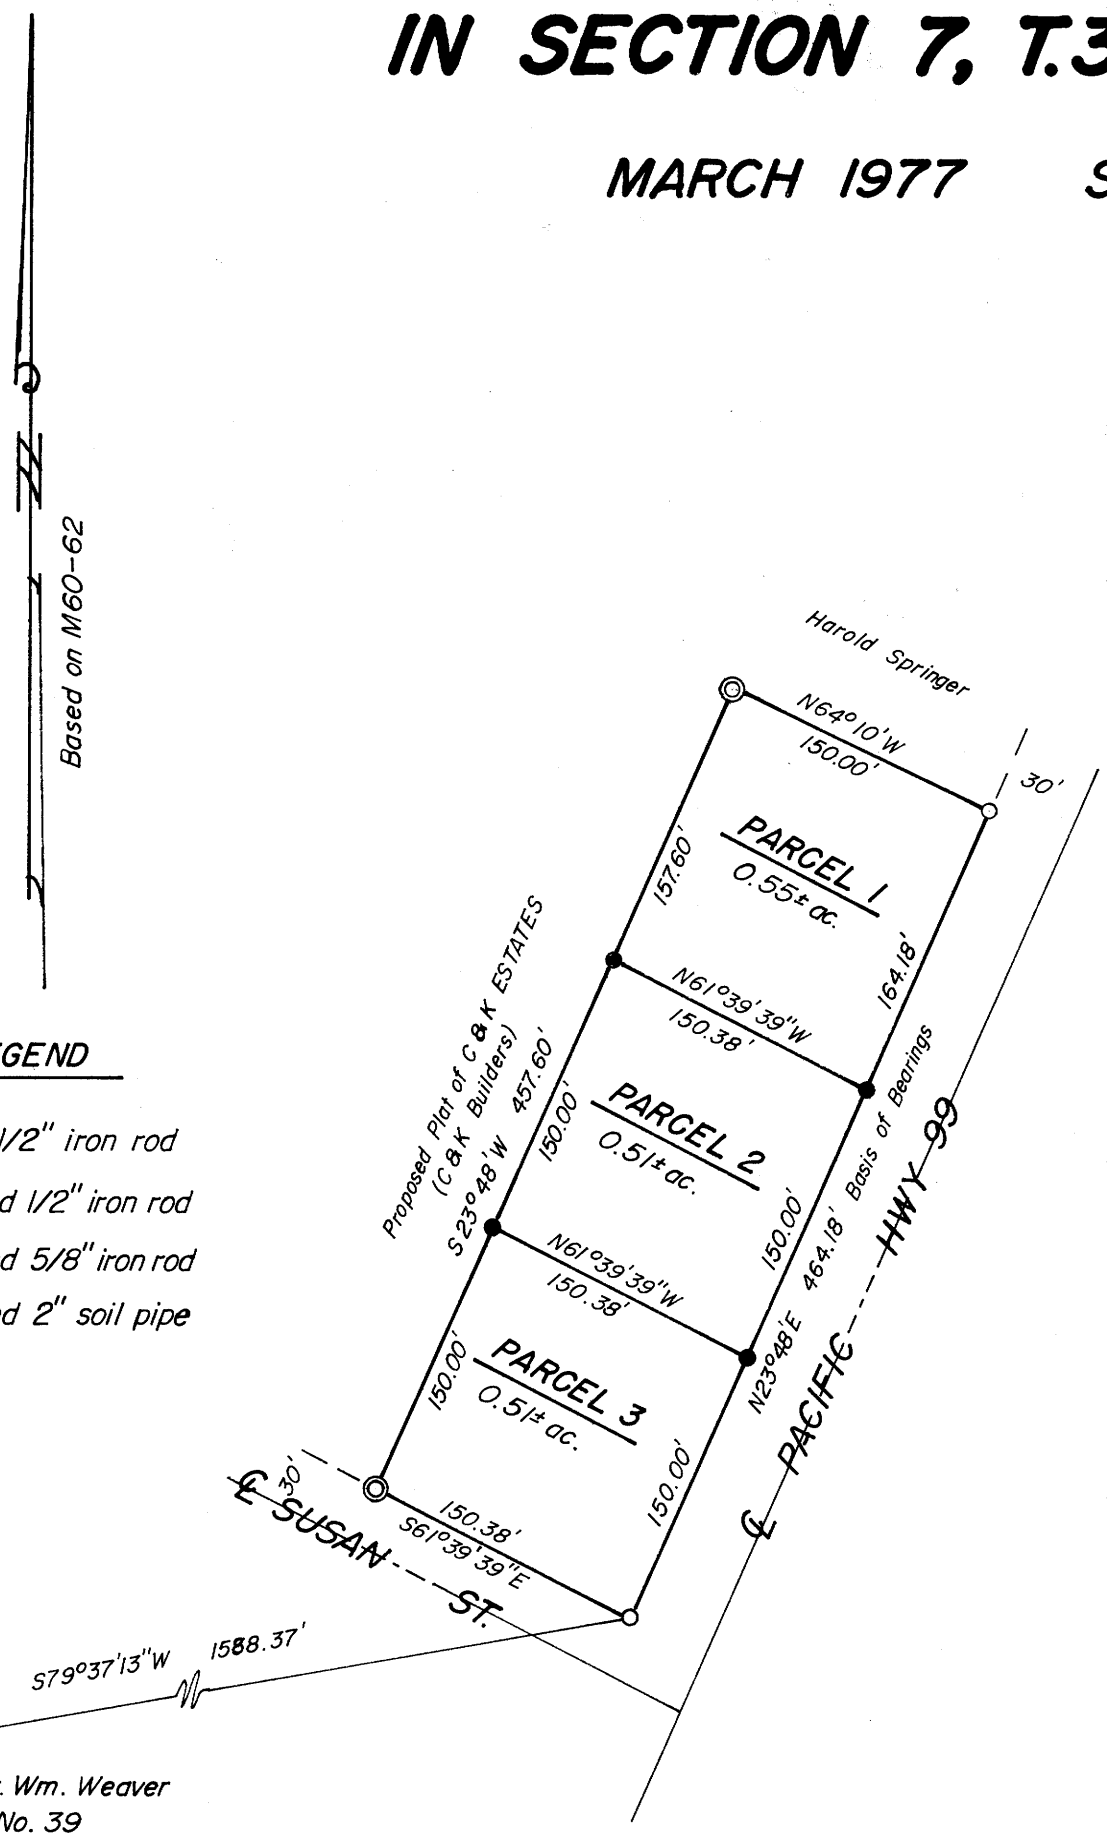 IN SECTION 7, T.3
MARCH 1977 S
Based on M60-62
Harold Springer
N64°10'W
150.00'
30'
PARCEL 1
0.55± ac.
157.60'
164.18'
N61°39'39"W
150.38'
Proposed Plat of C & K ESTATES
(C & K Builders)
S23°48'W 457.60'
150.00'
PARCEL 2
0.51± ac.
150.00'
N23°48'E 464.18' Basis of Bearings
℄ PACIFIC HWY 99
N61°39'39"W
150.38'
PARCEL 3
0.51± ac.
150.00'
150.00'
30'
℄ SUSAN ST.
150.38'
S61°39'39"E
S79°37'13"W 1588.37'
EGEND
1/2" iron rod
d 1/2" iron rod
d 5/8" iron rod
d 2" soil pipe
. Wm. Weaver
No. 39